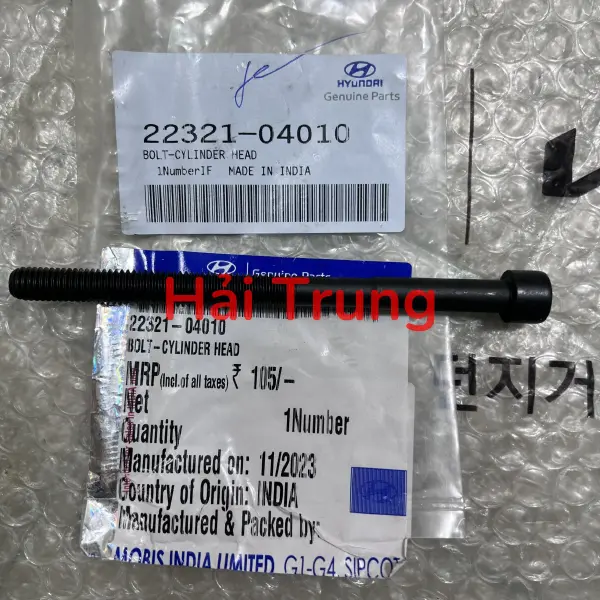 HYUNDAI
Genuine Parts
22321-04010
BOLT-CYLINDER HEAD
1Number1F MADE IN INDIA
Genuine Parts
Hải Trung
22321-04010
BOLT-CYLINDER HEAD
MRP (Incl.of all taxes) ₹ 105/-
Net
Quantity 1Number
Manufactured on: 11/2023
Country of Origin: INDIA
Manufactured & Packed by:
MOBIS INDIA LIMITED, G1-G4, SIPCOT